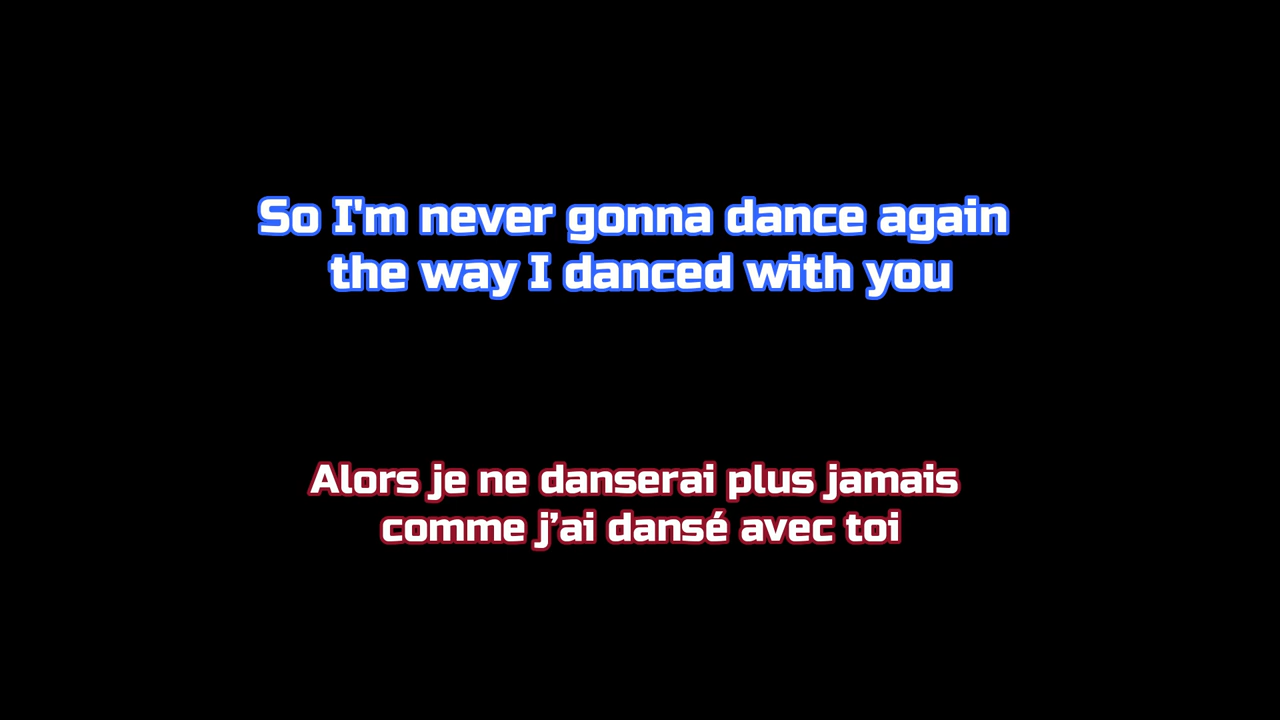 So I'm never gonna dance again
the way I danced with you
Alors je ne danserai plus jamais
comme j’ai dansé avec toi